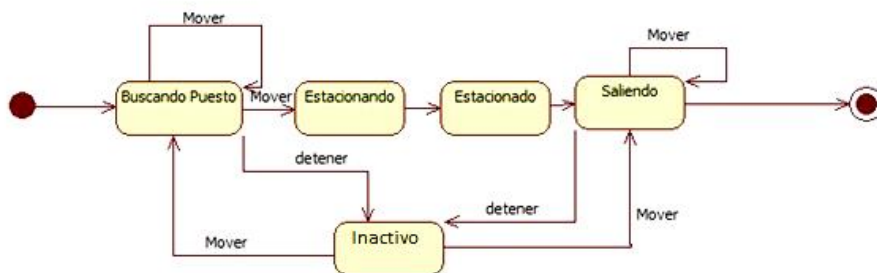 Mover
Mover
Buscando Puesto
Mover
Estacionando
Estacionado
Saliendo
detener
detener
Mover
Inactivo
Mover